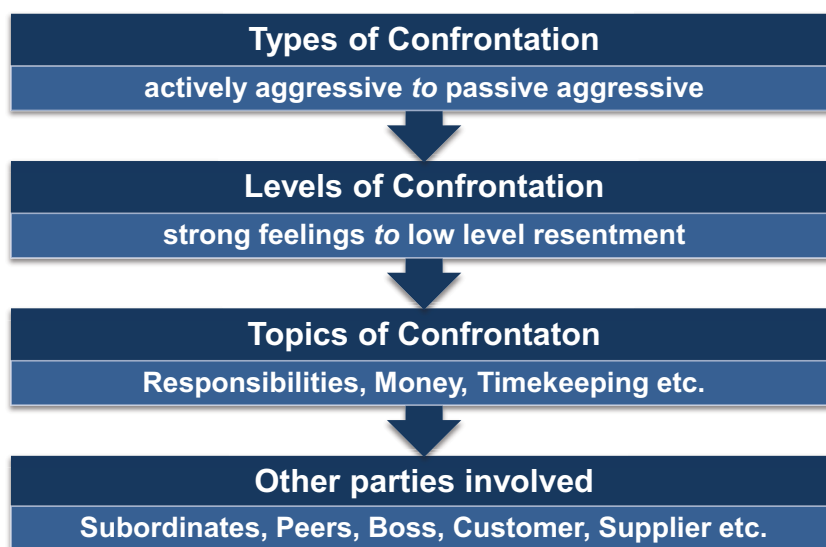 Types of Confrontation
actively aggressive to passive aggressive
Levels of Confrontation
strong feelings to low level resentment
Topics of Confrontaton
Responsibilities, Money, Timekeeping etc.
Other parties involved
Subordinates, Peers, Boss, Customer, Supplier etc.